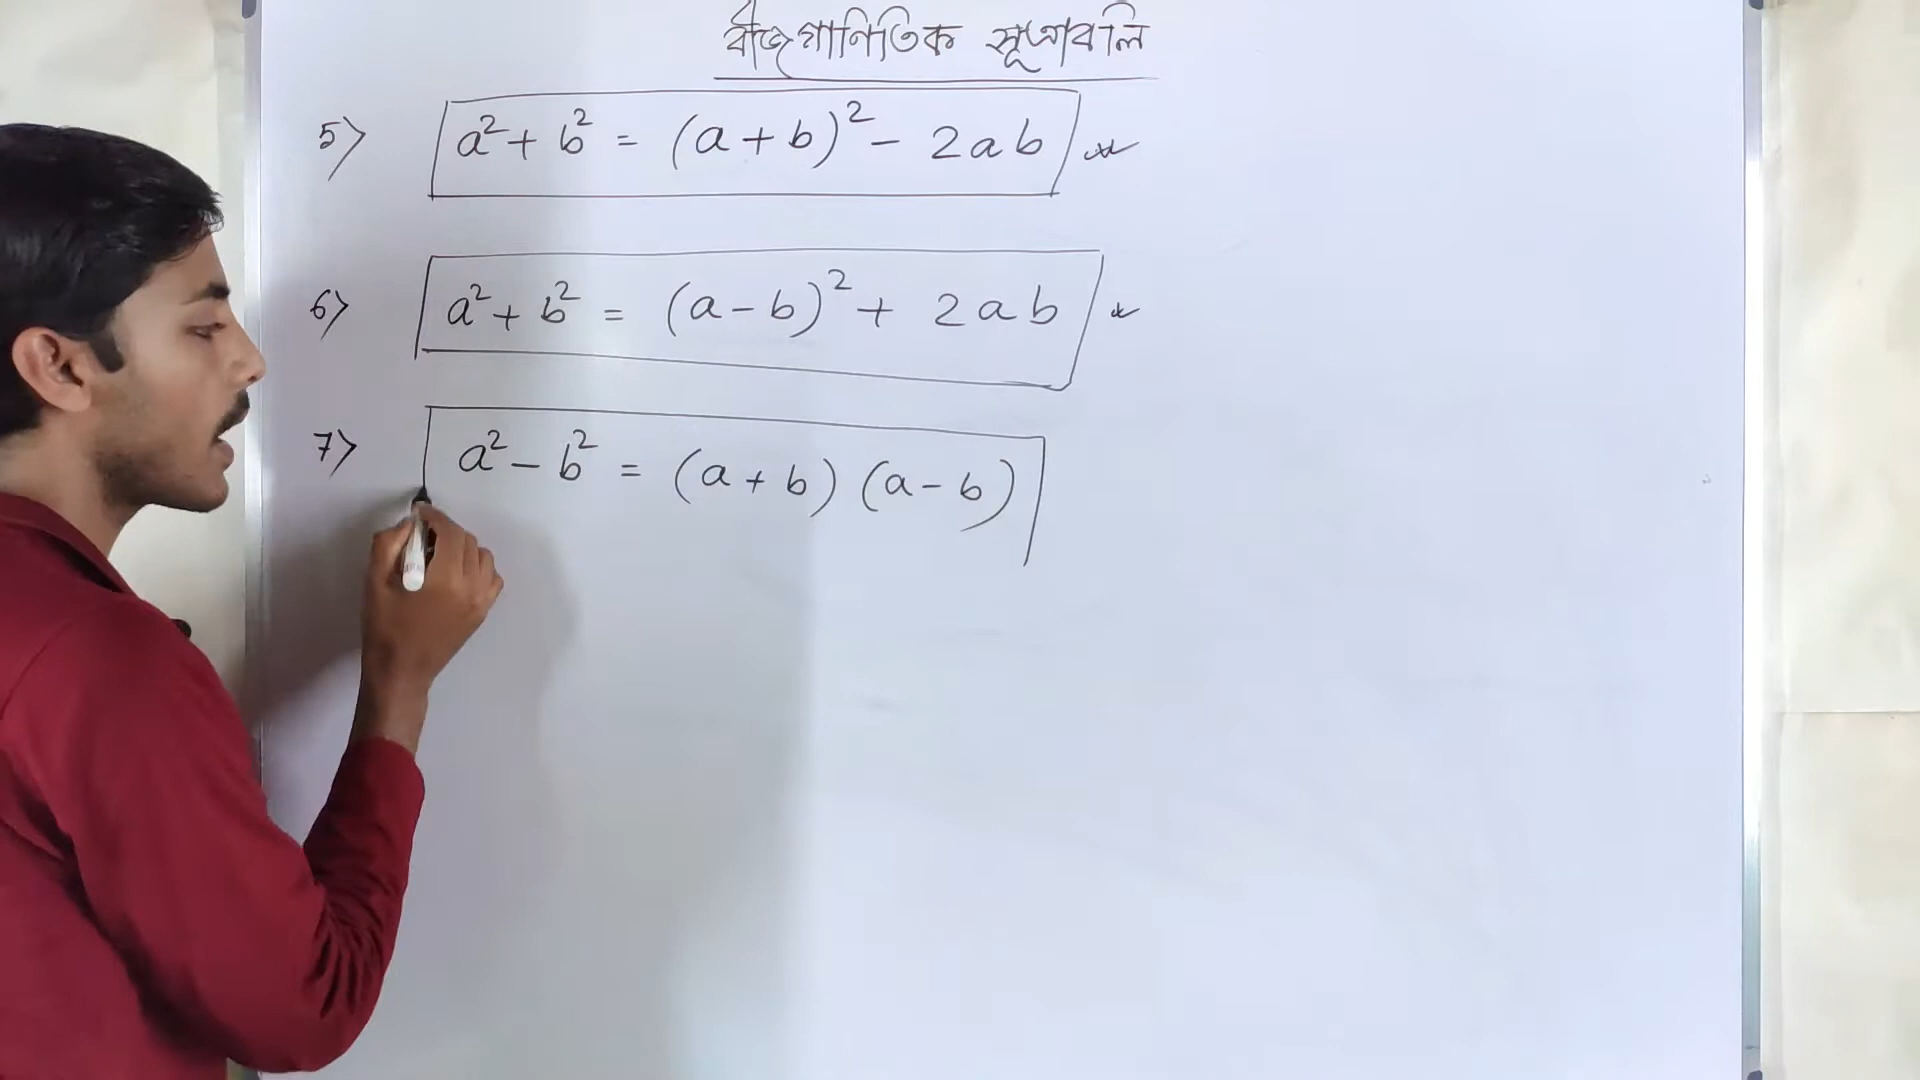 বীজগাণিতিক সূত্রাবলি
5) a² + b² = (a + b)² - 2ab
6) a² + b² = (a - b)² + 2ab
7) a² - b² = (a + b) (a - b)